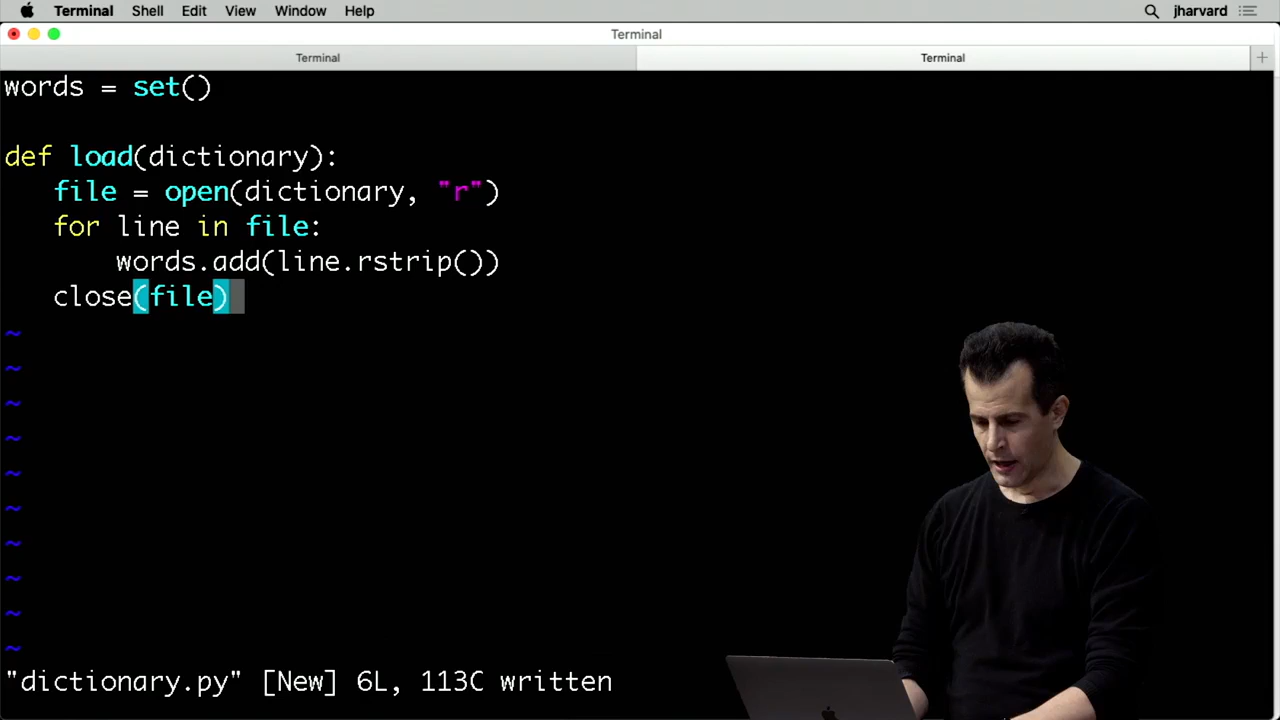 Terminal Shell Edit View Window Help jharvard
Terminal
Terminal Terminal +
words = set()
def load(dictionary):
    file = open(dictionary, "r")
    for line in file:
        words.add(line.rstrip())
    close(file)
~
~
~
~
~
~
~
~
~
~
"dictionary.py" [New] 6L, 113C written